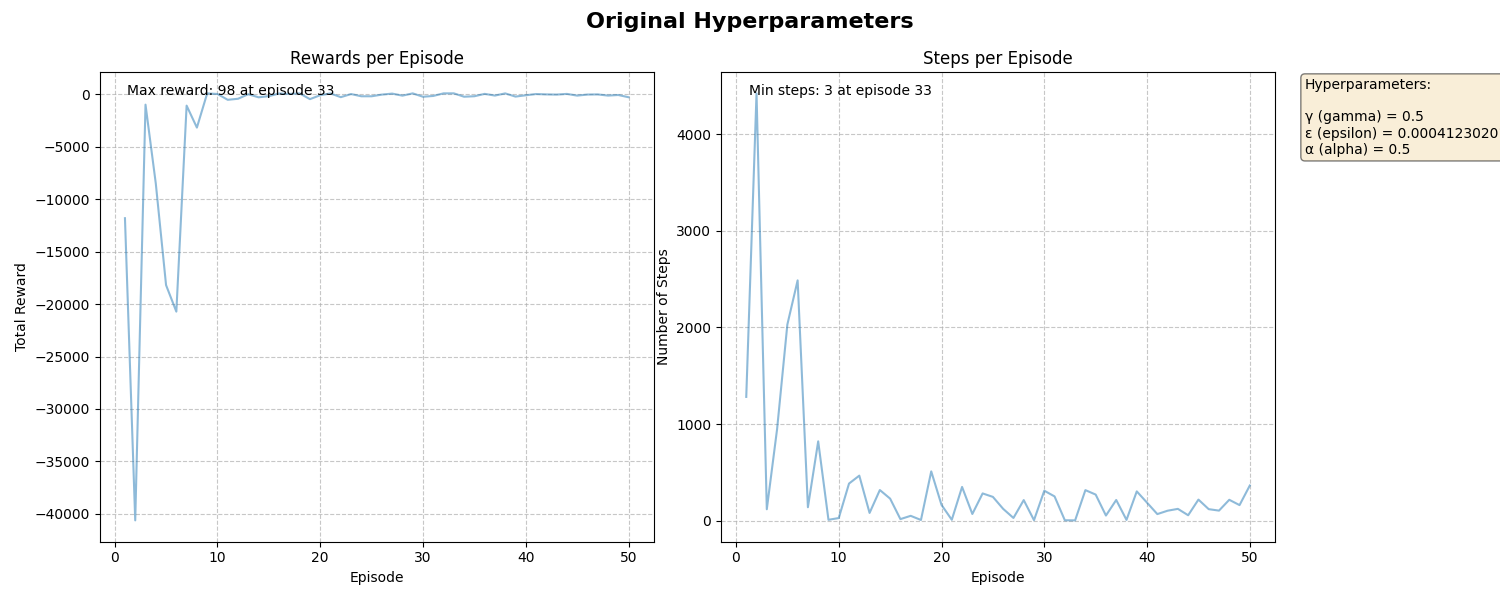 Original Hyperparameters
Rewards per Episode
Max reward: 98 at episode 33
Total Reward
0
−5000
−10000
−15000
−20000
−25000
−30000
−35000
−40000
0
10
20
30
40
50
Episode
Steps per Episode
Min steps: 3 at episode 33
Number of Steps
4000
3000
2000
1000
0
0
10
20
30
40
50
Episode
Hyperparameters:
γ (gamma) = 0.5
ε (epsilon) = 0.0004123020
α (alpha) = 0.5